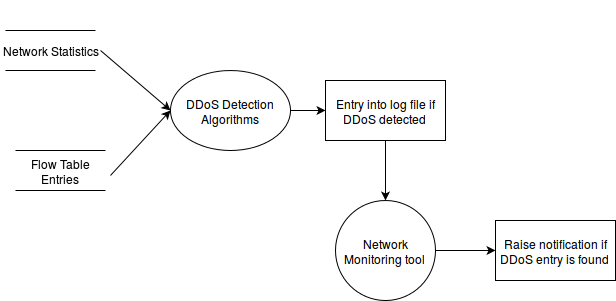 Network Statistics
DDoS Detection
Algorithms
Entry into log file if
DDoS detected
Flow Table
Entries
Network
Monitoring tool
Raise notification if
DDoS entry is found